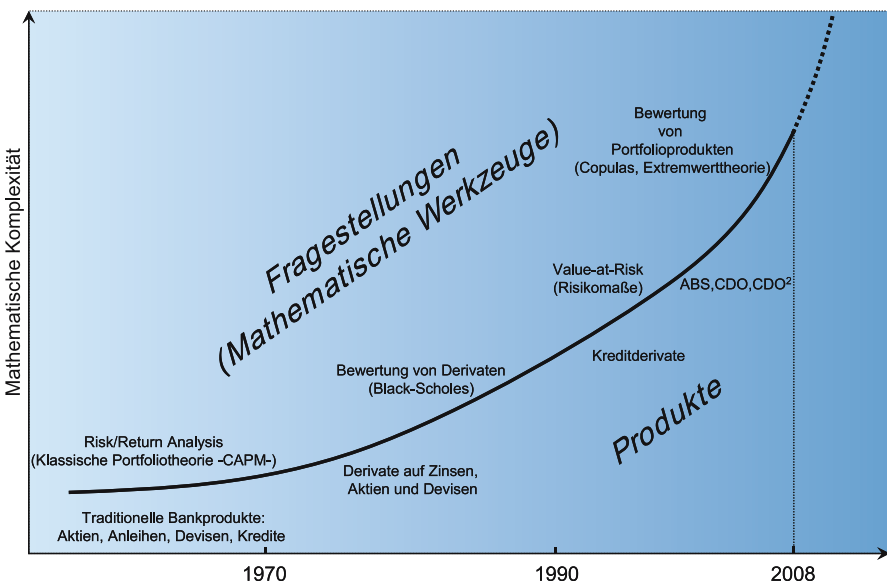 Mathematische Komplexität
Bewertung
von
Portfolioprodukten
(Copulas, Extremwerttheorie)
Fragestellungen
(Mathematische Werkzeuge)
Value-at-Risk
(Risikomaße)
ABS,CDO,CDO²
Bewertung von Derivaten
(Black-Scholes)
Kreditderivate
Produkte
Risk/Return Analysis
(Klassische Portfoliotheorie -CAPM-)
Derivate auf Zinsen,
Aktien und Devisen
Traditionelle Bankprodukte:
Aktien, Anleihen, Devisen, Kredite
1970
1990
2008